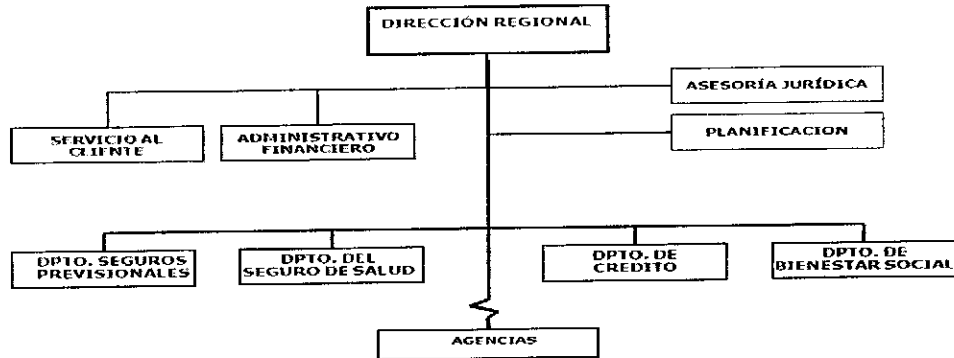 DIRECCIÓN REGIONAL
ASESORÍA JURÍDICA
SERVICIO AL
CLIENTE
ADMINISTRATIVO
FINANCIERO
PLANIFICACION
DPTO. SEGUROS
PREVISIONALES
DPTO. DEL
SEGURO DE SALUD
DPTO. DE
CREDITO
DPTO. DE
BIENESTAR SOCIAL
AGENCIAS